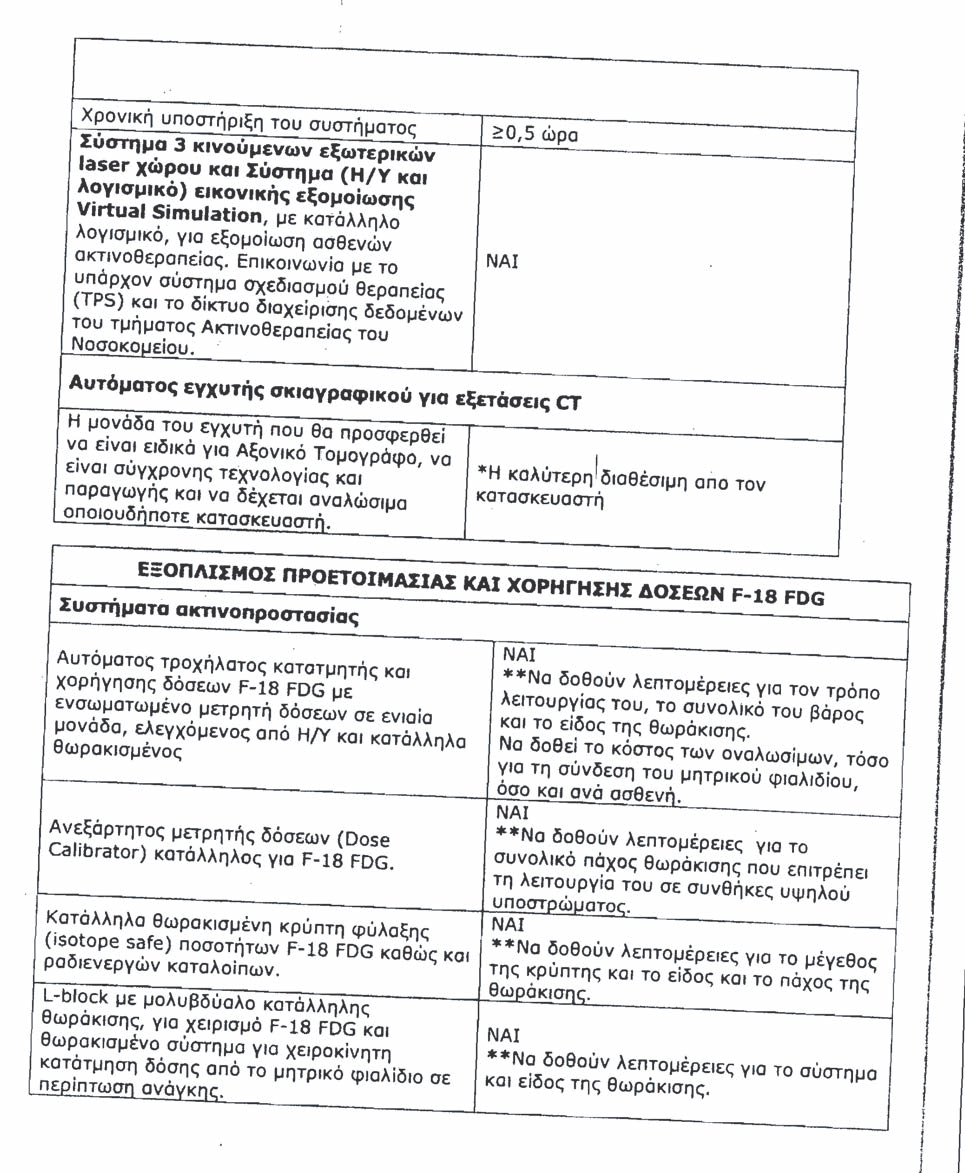 Χρονική υποστήριξη του συστήματος
≥0,5 ώρα
Σύστημα 3 κινούμενων εξωτερικών
laser χώρου και Σύστημα (Η/Υ και
λογισμικό) εικονικής εξομοίωσης
Virtual Simulation, με κατάλληλο
λογισμικό, για εξομοίωση ασθενών
ακτινοθεραπείας. Επικοινωνία με το
υπάρχον σύστημα σχεδιασμού θεραπείας
(TPS) και το δίκτυο διαχείρισης δεδομένων
του τμήματος Ακτινοθεραπείας του
Νοσοκομείου.
ΝΑΙ
Αυτόματος εγχυτής σκιαγραφικού για εξετάσεις CT
Η μονάδα του εγχυτή που θα προσφερθεί
να είναι ειδικά για Αξονικό Τομογράφο, να
είναι σύγχρονης τεχνολογίας και
παραγωγής και να δέχεται αναλώσιμα
οποιουδήποτε κατασκευαστή.
*Η καλύτερη διαθέσιμη απο τον
κατασκευαστή
ΕΞΟΠΛΙΣΜΟΣ ΠΡΟΕΤΟΙΜΑΣΙΑΣ ΚΑΙ ΧΟΡΗΓΗΣΗΣ ΔΟΣΕΩΝ F-18 FDG
Συστήματα ακτινοπροστασίας
Αυτόματος τροχήλατος κατατμητής και
χορήγησης δόσεων F-18 FDG με
ενσωματωμένο μετρητή δόσεων σε ενιαία
μονάδα, ελεγχόμενος από Η/Υ και κατάλληλα
θωρακισμένος
ΝΑΙ
**Να δοθούν λεπτομέρειες για τον τρόπο
λειτουργίας του, το συνολικό του βάρος
και το είδος της θωράκισης.
Να δοθεί το κόστος των αναλωσίμων, τόσο
για τη σύνδεση του μητρικού φιαλιδίου,
όσο και ανά ασθενή.
Ανεξάρτητος μετρητής δόσεων (Dose
Calibrator) κατάλληλος για F-18 FDG.
ΝΑΙ
**Να δοθούν λεπτομέρειες για το
συνολικό πάχος θωράκισης που επιτρέπει
τη λειτουργία του σε συνθήκες υψηλού
υποστρώματος.
Κατάλληλα θωρακισμένη κρύπτη φύλαξης
(isotope safe) ποσοτήτων F-18 FDG καθώς και
ραδιενεργών καταλοίπων.
ΝΑΙ
**Να δοθούν λεπτομέρειες για το μέγεθος
της κρύπτης και το είδος και το πάχος της
θωράκισης.
L-block με μολυβδύαλο κατάλληλης
θωράκισης, για χειρισμό F-18 FDG και
θωρακισμένο σύστημα για χειροκίνητη
κατάτμηση δόσης από το μητρικό φιαλίδιο σε
περίπτωση ανάγκης.
ΝΑΙ
**Να δοθούν λεπτομέρειες για το σύστημα
και είδος της θωράκισης.